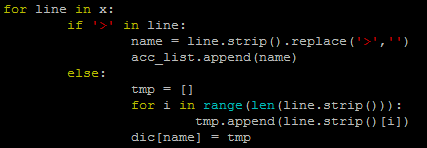 for line in x:
        if '>' in line:
                name = line.strip().replace('>','')
                acc_list.append(name)
        else:
                tmp = []
                for i in range(len(line.strip())):
                        tmp.append(line.strip()[i])
                dic[name] = tmp